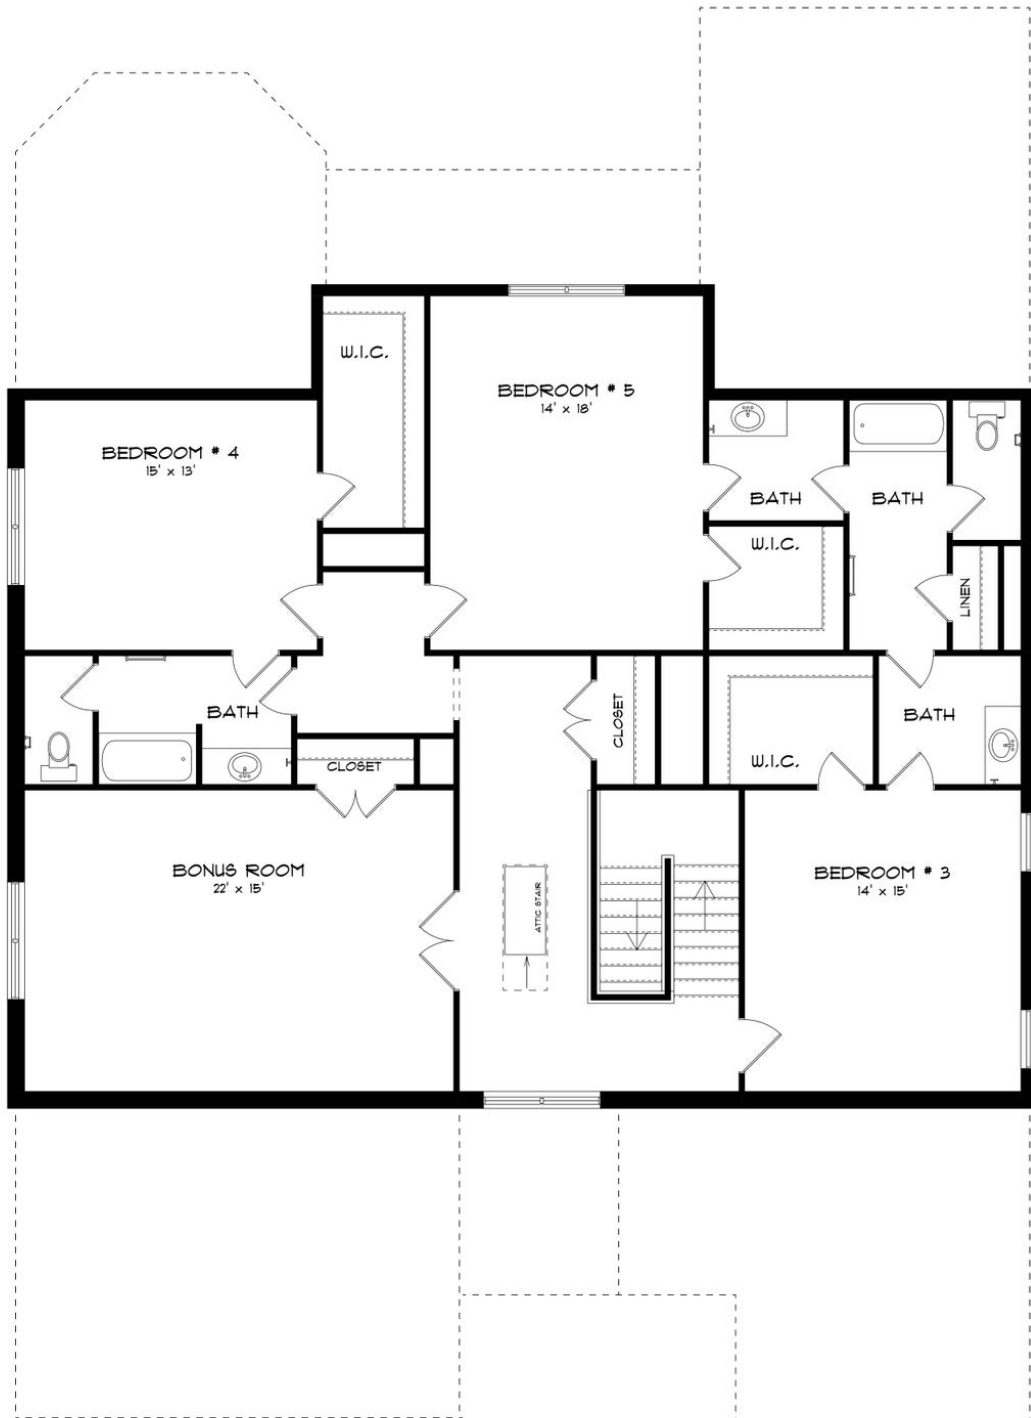 W.I.C.
BEDROOM # 5
14' x 18'
BEDROOM # 4
15' x 13'
BATH
BATH
W.I.C.
LINEN
BATH
CLOSET
BATH
W.I.C.
CLOSET
BONUS ROOM
22' x 15'
ATTIC STAIR
BEDROOM # 3
14' x 15'